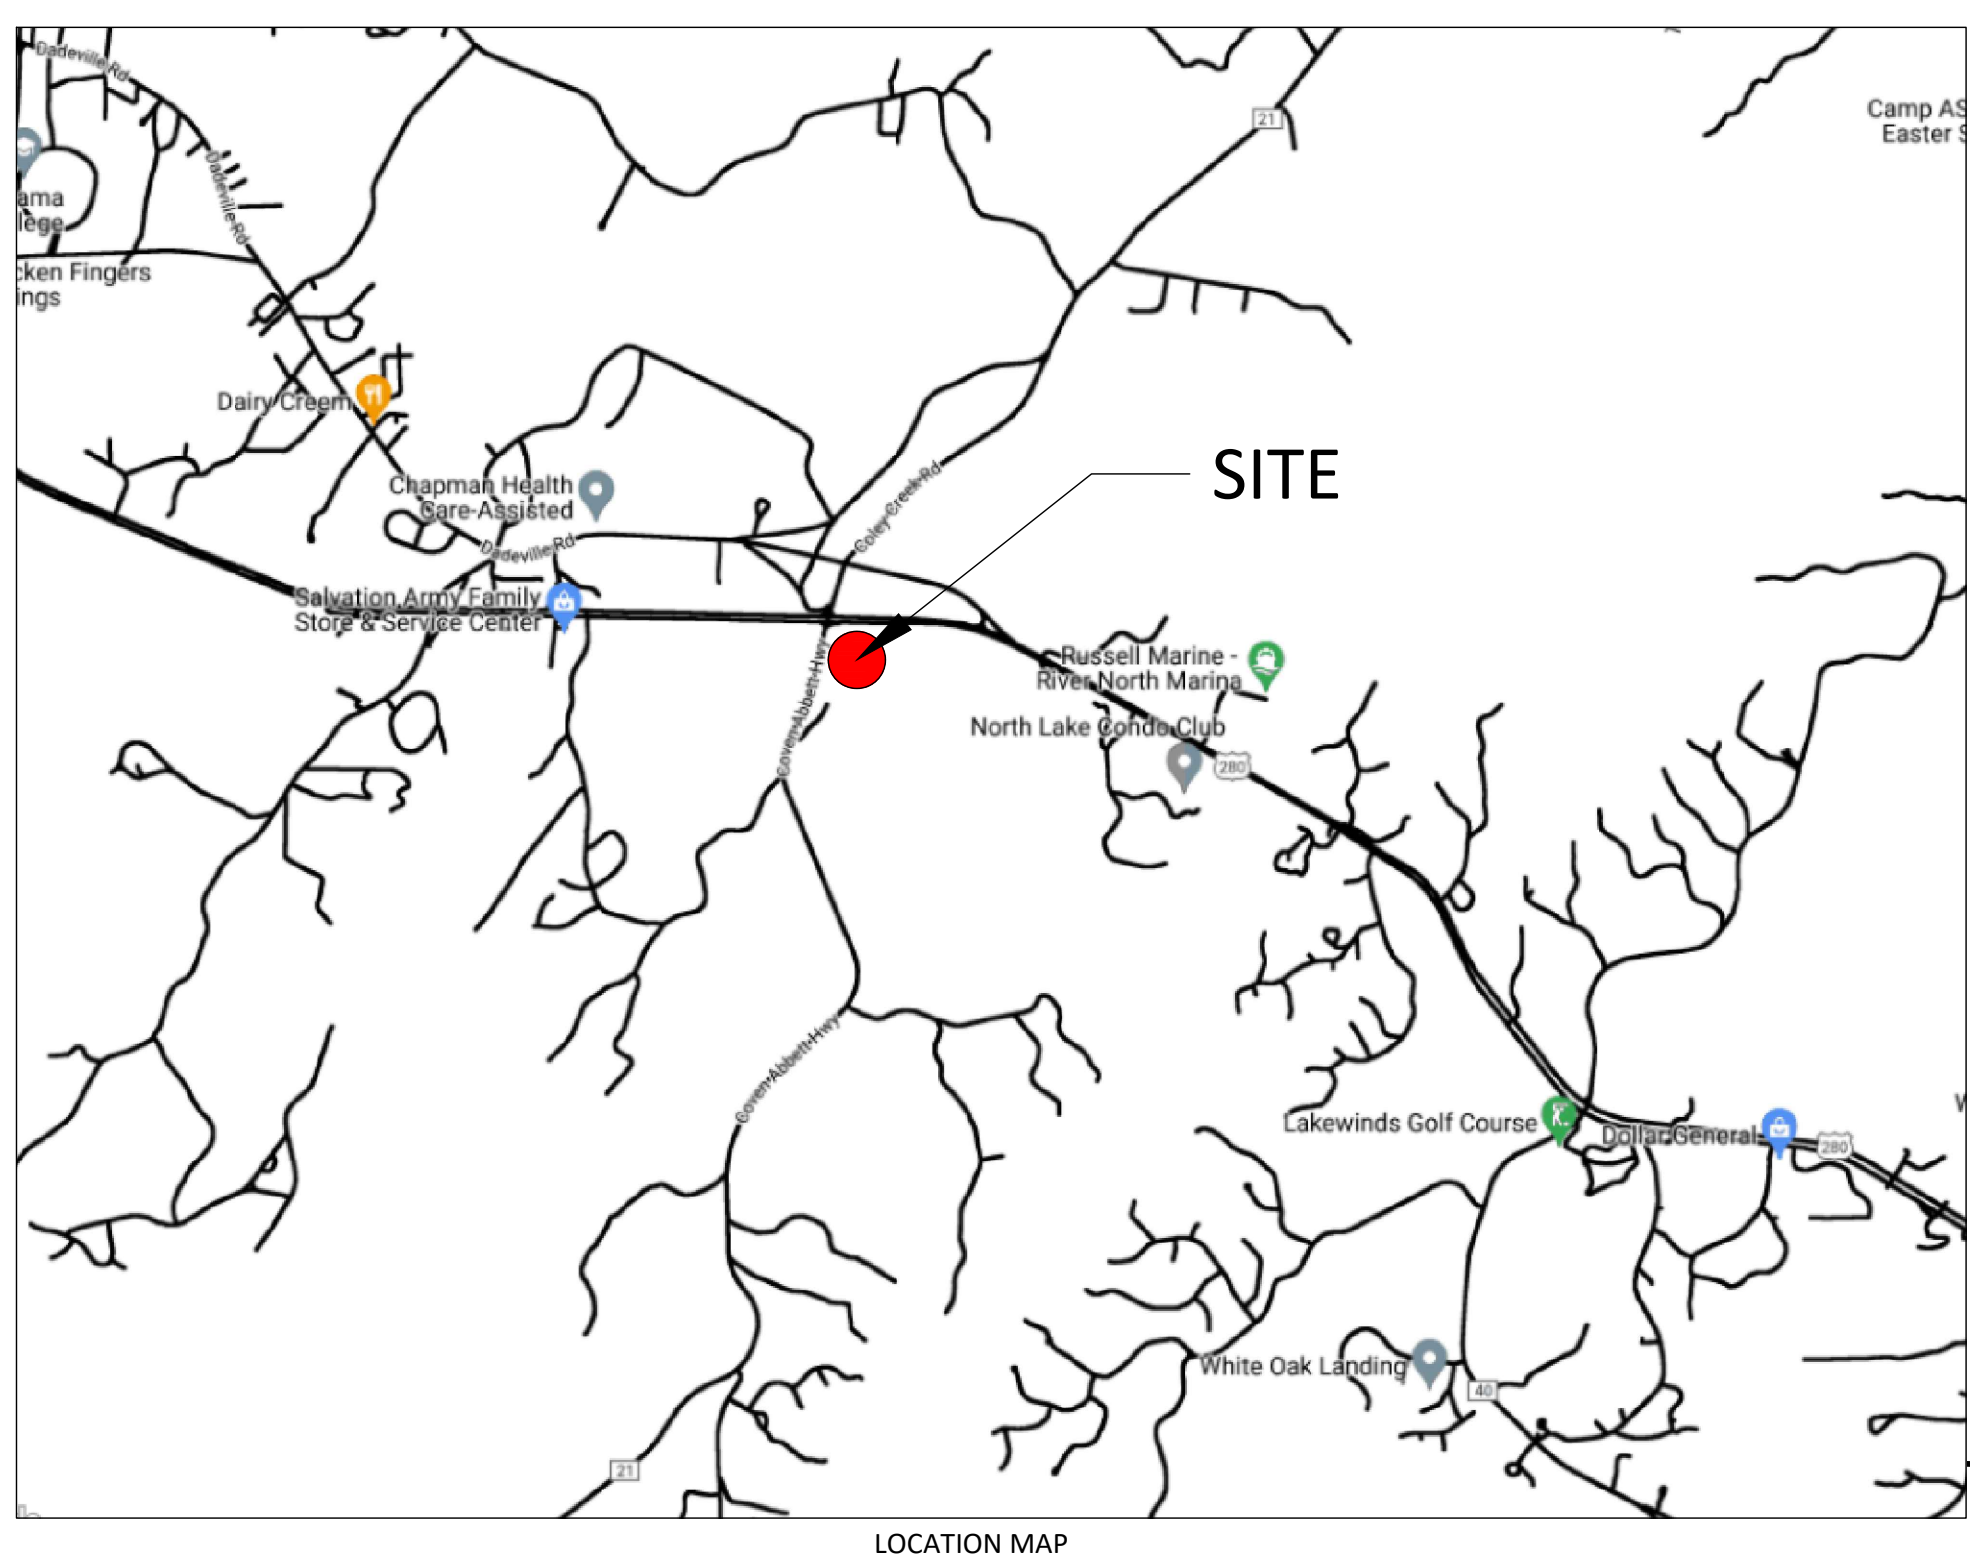 Dadeville Rd
21
Camp AS
Easter S
Dadeville Rd
ama
lege
cken Fingers
ings
Dairy Creem
SITE
Coley Creek Rd
Chapman Health
Care-Assisted
Dadeville Rd
Salvation Army Family
Store & Service Center
Russell Marine -
River North Marina
Coven Abbett Hwy
North Lake Condo Club
280
Coven Abbett Hwy
Lakewinds Golf Course
Dollar General
280
White Oak Landing
40
21
LOCATION MAP